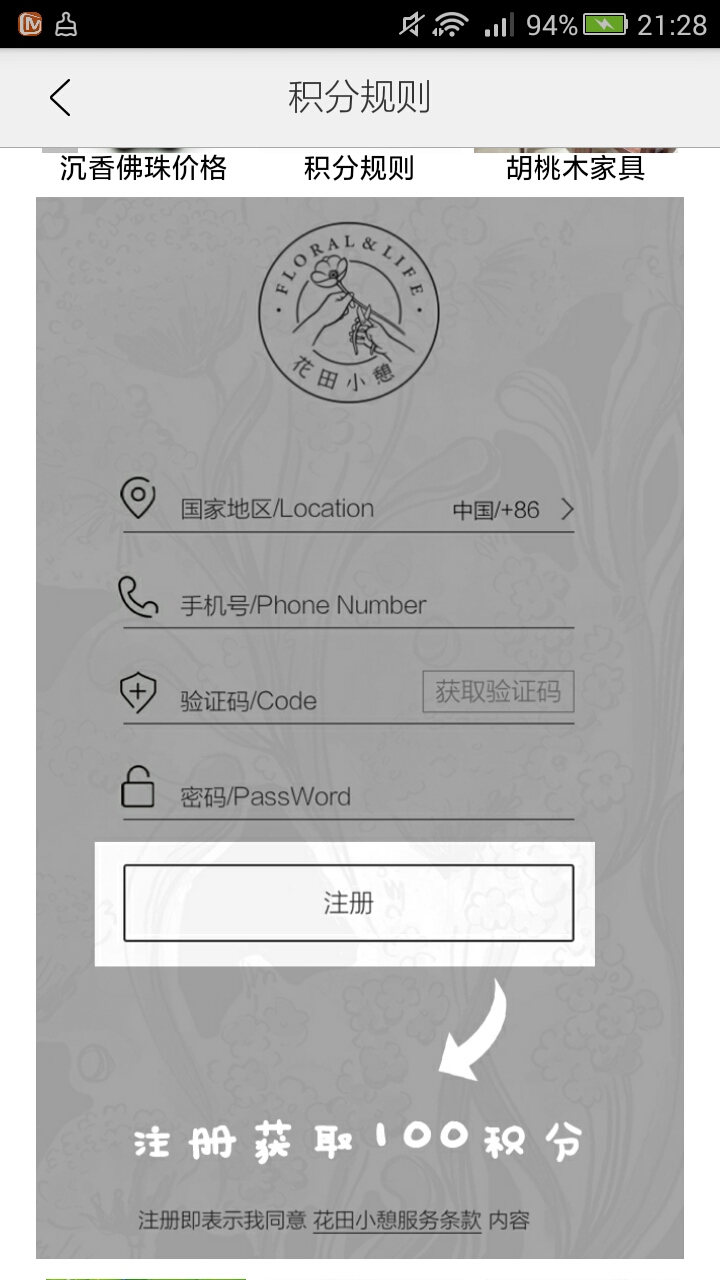 94% 21:28
积分规则
沉香佛珠价格 积分规则 胡桃木家具
FLORAL & LIFE
花田小憩
国家地区/Location 中国/+86
手机号/Phone Number
验证码/Code 获取验证码
密码/PassWord
注册
注册获取100积分
注册即表示我同意 花田小憩服务条款 内容